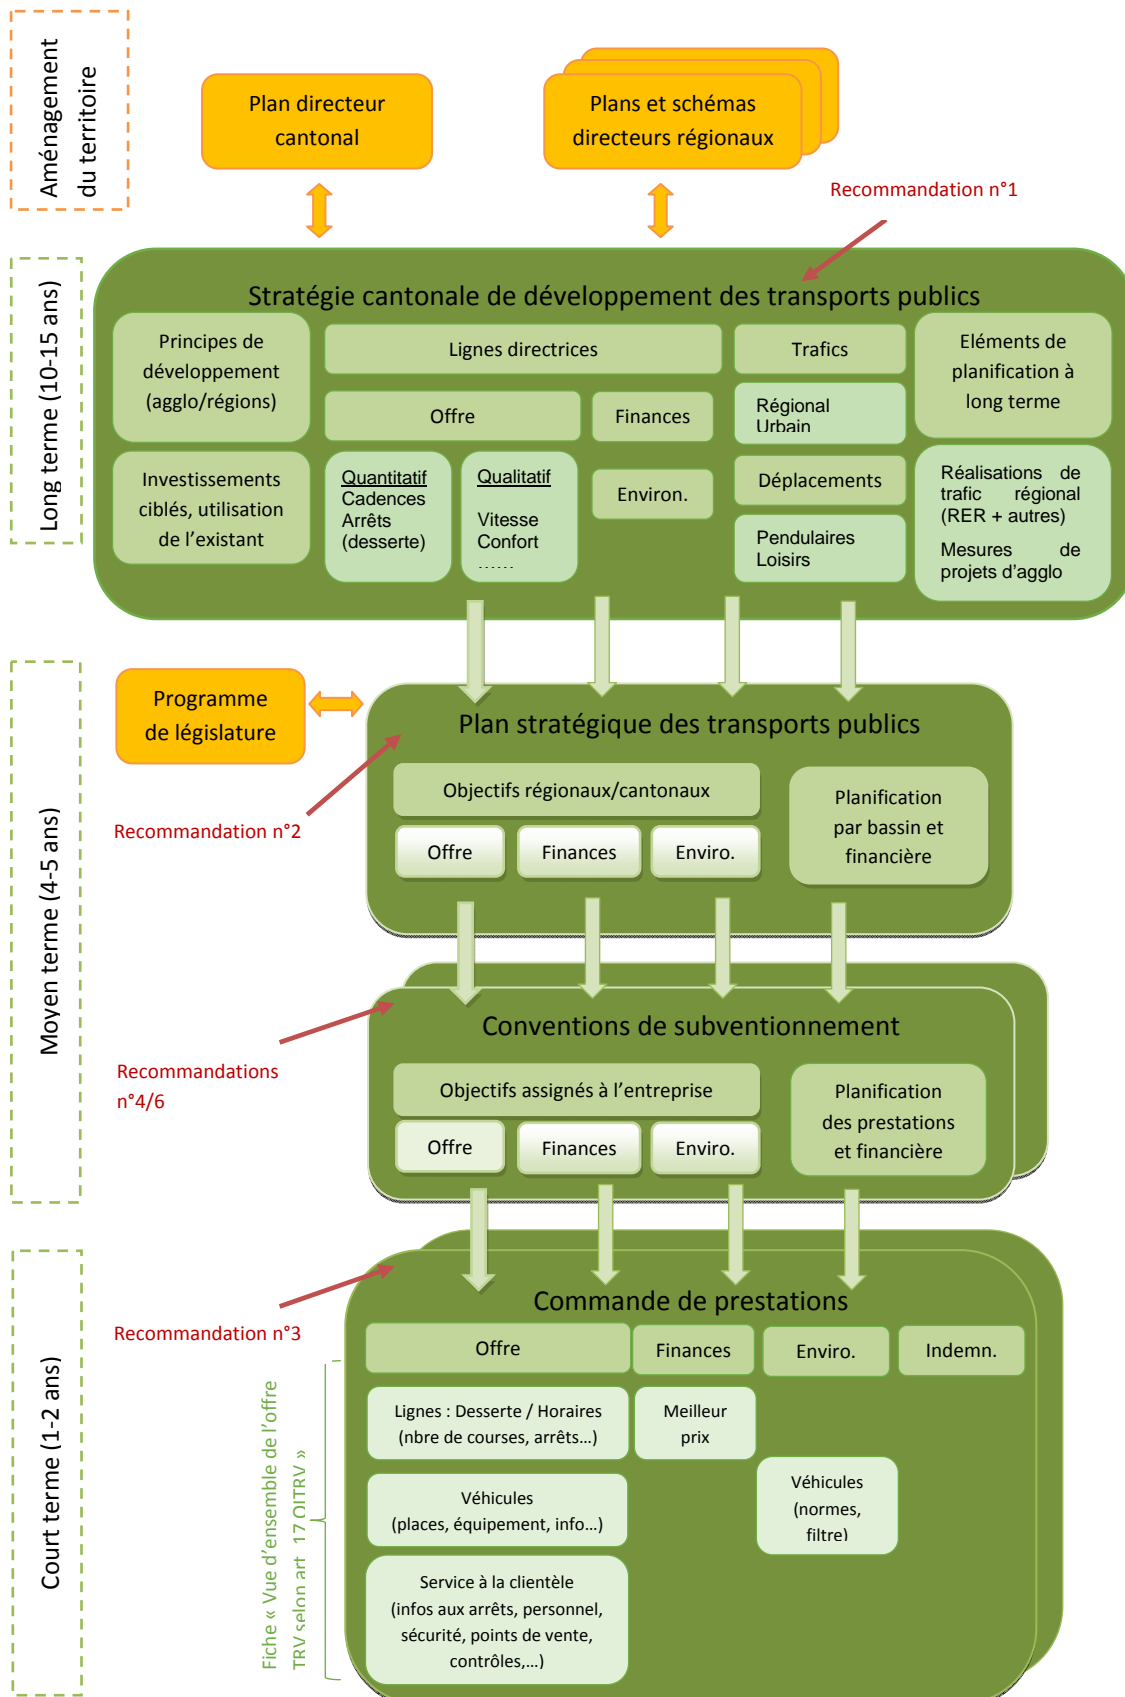 Aménagement
du territoire
Plan directeur
cantonal
Plans et schémas
directeurs régionaux
Recommandation n°1
Long terme (10-15 ans)
Stratégie cantonale de développement des transports publics
Principes de
développement
(agglo/régions)
Lignes directrices
Trafics
Eléments de
planification à
long terme
Offre
Finances
Régional
Urbain
Investissements
ciblés, utilisation
de l'existant
Quantitatif
Cadences
Arrêts
(desserte)
Qualitatif
Vitesse
Confort
......
Environ.
Déplacements
Pendulaires
Loisirs
Réalisations de
trafic régional
(RER + autres)
Mesures de
projets d'agglo
Moyen terme (4-5 ans)
Programme
de législature
Plan stratégique des transports publics
Recommandation n°2
Objectifs régionaux/cantonaux
Offre
Finances
Enviro.
Planification
par bassin et
financière
Conventions de subventionnement
Recommandations
n°4/6
Objectifs assignés à l'entreprise
Offre
Finances
Enviro.
Planification
des prestations
et financière
Court terme (1-2 ans)
Commande de prestations
Recommandation n°3
Offre
Finances
Enviro.
Indemn.
Fiche « Vue d'ensemble de l'offre
TRV selon art 17 OITRV »
Lignes : Desserte / Horaires
(nbre de courses, arrêts…)
Meilleur
prix
Véhicules
(places, équipement, info…)
Véhicules
(normes,
filtre)
Service à la clientèle
(infos aux arrêts, personnel,
sécurité, points de vente,
contrôles,…)